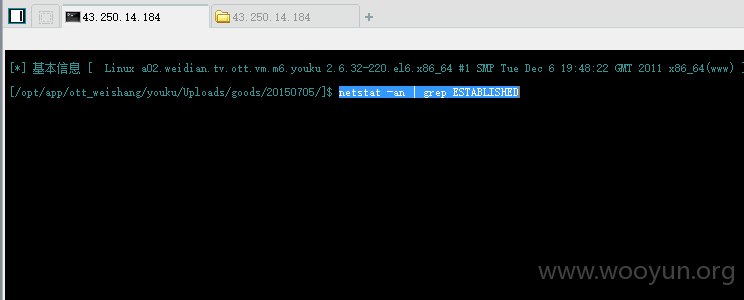 43.250.14.184
43.250.14.184
[*] 基本信息 [ Linux a02.weidian.tv.ott.vm.m6.youku 2.6.32-220.el6.x86_64 #1 SMP Tue Dec 6 19:48:22 GMT 2011 x86_64(www) ]
[/opt/app/ott_weishang/youku/Uploads/goods/20150705/]$ netstat -an | grep ESTABLISHED
www.wooyun.org